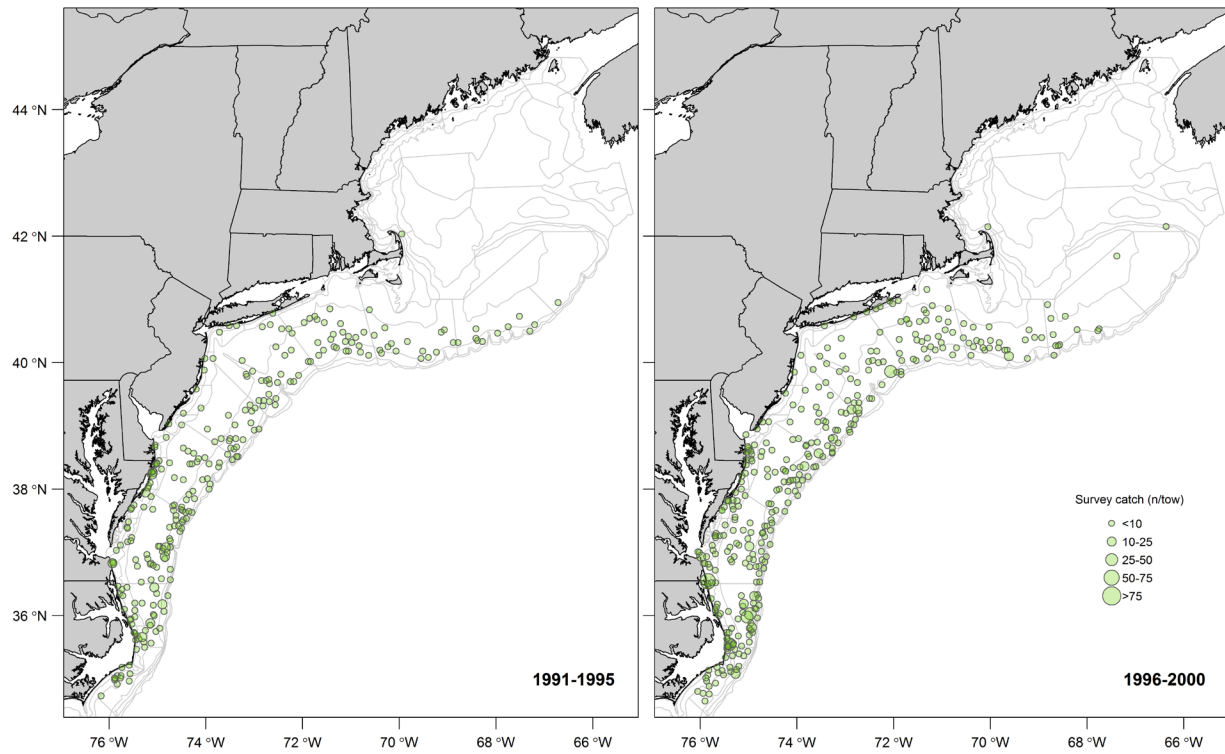 44 °N
42 °N
40 °N
38 °N
36 °N
1991-1995
1996-2000
Survey catch (n/tow)
<10
10-25
25-50
50-75
>75
76 °W 74 °W 72 °W 70 °W 68 °W 66 °W
76 °W 74 °W 72 °W 70 °W 68 °W 66 °W